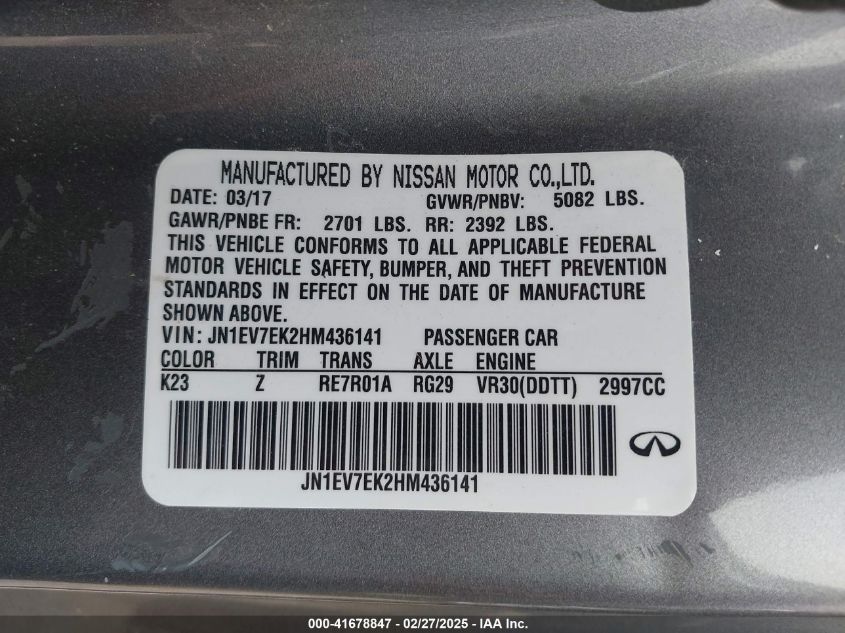 MANUFACTURED BY NISSAN MOTOR CO.,LTD.
DATE: 03/17 GVWR/PNBV: 5082 LBS.
GAWR/PNBE FR: 2701 LBS. RR: 2392 LBS.
THIS VEHICLE CONFORMS TO ALL APPLICABLE FEDERAL
MOTOR VEHICLE SAFETY, BUMPER, AND THEFT PREVENTION
STANDARDS IN EFFECT ON THE DATE OF MANUFACTURE
SHOWN ABOVE.
VIN: JN1EV7EK2HM436141 PASSENGER CAR
COLOR TRIM TRANS AXLE ENGINE
K23 Z RE7R01A RG29 VR30(DDTT) 2997CC
JN1EV7EK2HM436141
000-41678847 / 02/27/2025 - IAA Inc.